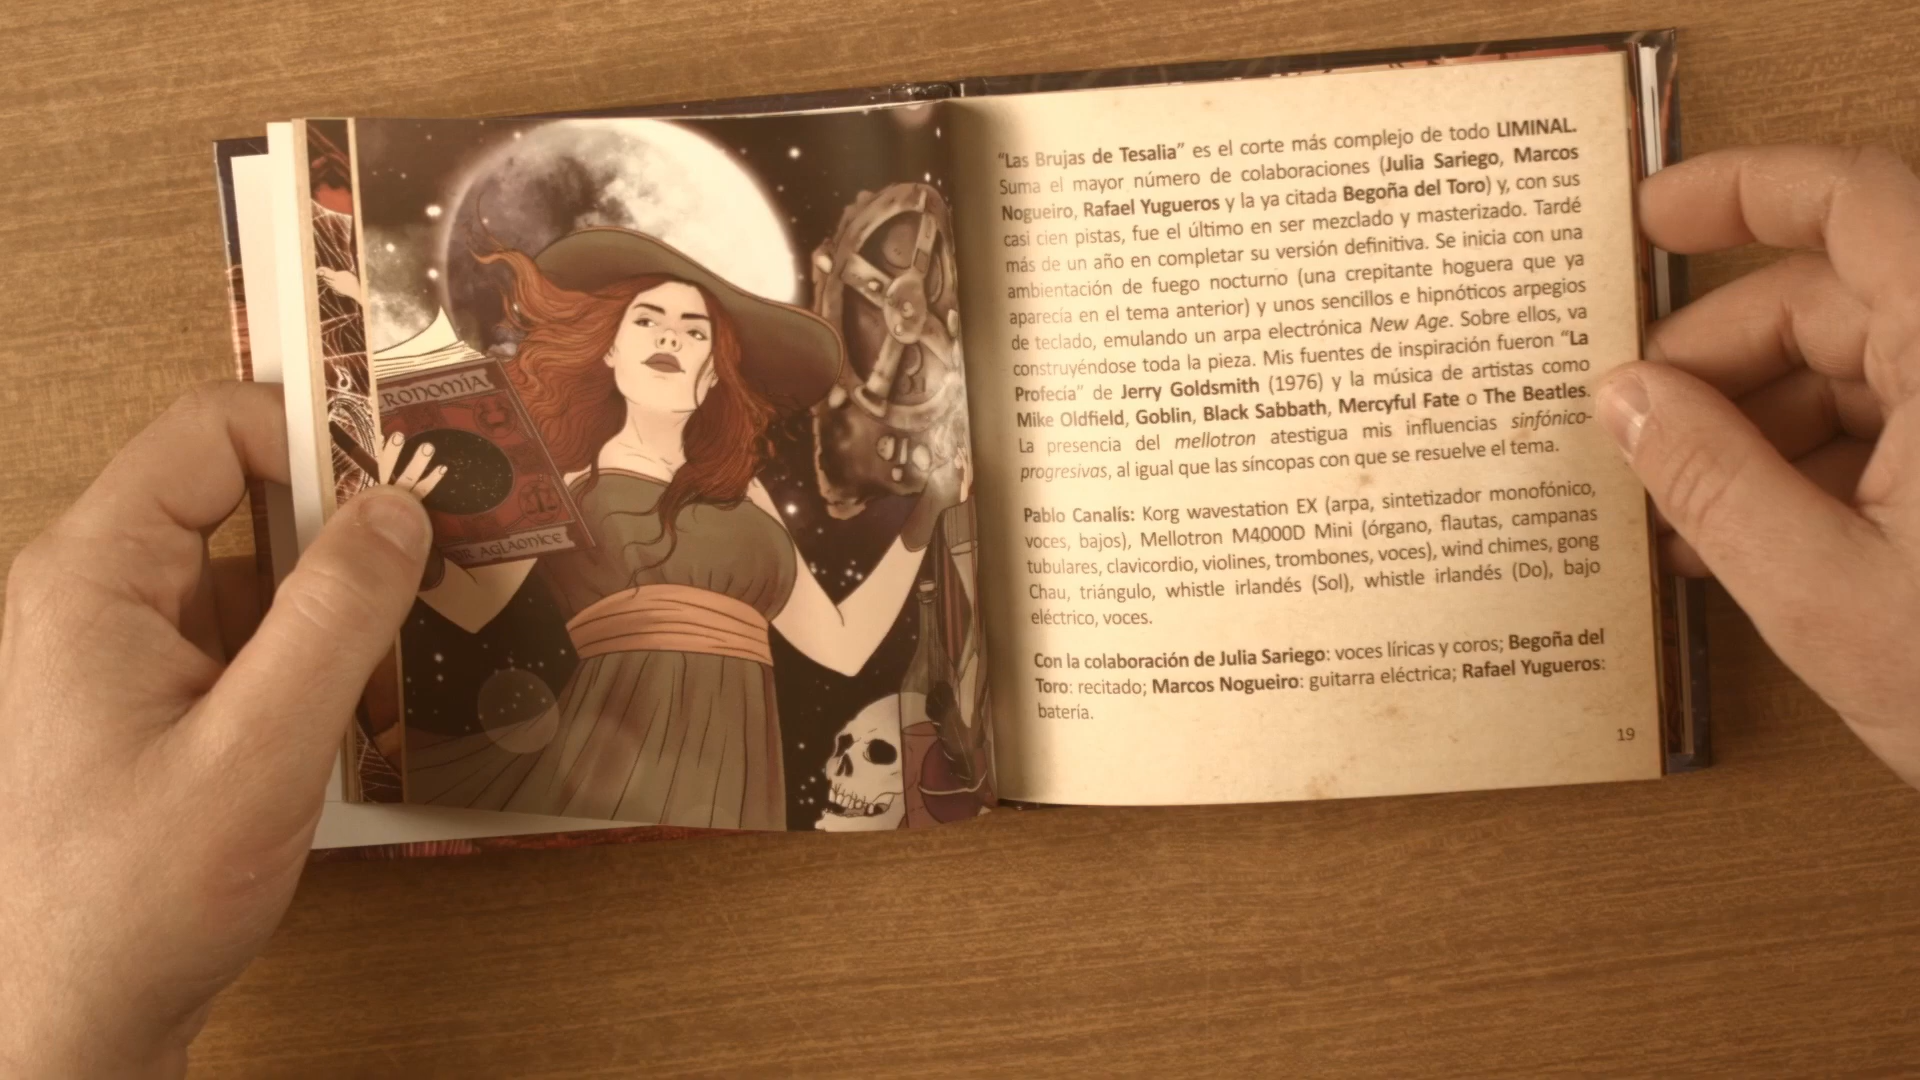 CRONOMÍA
OR AGLAONICE
“Las Brujas de Tesalia” es el corte más complejo de todo LIMINAL.
Suma el mayor número de colaboraciones (Julia Sariego, Marcos
Nogueiro, Rafael Yugueros y la ya citada Begoña del Toro) y, con sus
casi cien pistas, fue el último en ser mezclado y masterizado. Tardé
más de un año en completar su versión definitiva. Se inicia con una
ambientación de fuego nocturno (una crepitante hoguera que ya
aparecía en el tema anterior) y unos sencillos e hipnóticos arpegios
de teclado, emulando un arpa electrónica New Age. Sobre ellos, va
construyéndose toda la pieza. Mis fuentes de inspiración fueron “La
Profecía” de Jerry Goldsmith (1976) y la música de artistas como
Mike Oldfield, Goblin, Black Sabbath, Mercyful Fate o The Beatles.
La presencia del mellotron atestigua mis influencias sinfónico-
progresivas, al igual que las síncopas con que se resuelve el tema.
Pablo Canalís: Korg wavestation EX (arpa, sintetizador monofónico,
voces, bajos), Mellotron M4000D Mini (órgano, flautas, campanas
tubulares, clavicordio, violines, trombones, voces), wind chimes, gong
Chau, triángulo, whistle irlandés (Sol), whistle irlandés (Do), bajo
eléctrico, voces.
Con la colaboración de Julia Sariego: voces líricas y coros; Begoña del
Toro: recitado; Marcos Nogueiro: guitarra eléctrica; Rafael Yugueros:
batería.
19